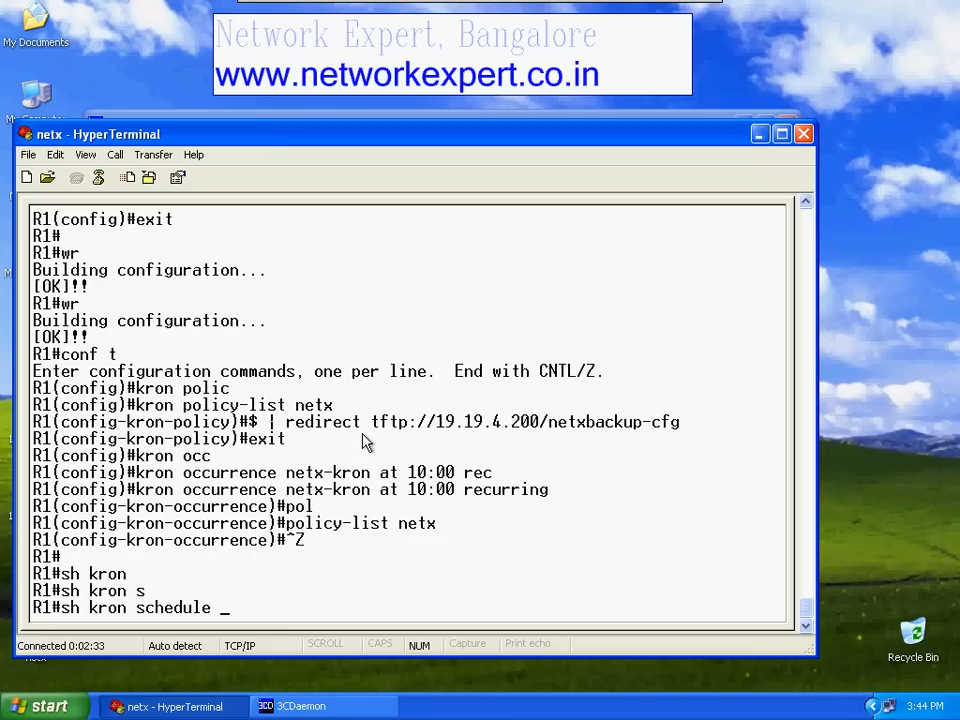 My Documents
Network Expert, Bangalore
www.networkexpert.co.in
netx - HyperTerminal
File Edit View Call Transfer Help
R1(config)#exit
R1#
R1#wr
Building configuration...
[OK]!!
R1#wr
Building configuration...
[OK]!!
R1#conf t
Enter configuration commands, one per line.  End with CNTL/Z.
R1(config)#kron polic
R1(config)#kron policy-list netx
R1(config-kron-policy)#$ | redirect tftp://19.19.4.200/netxbackup-cfg
R1(config-kron-policy)#exit
R1(config)#kron occ
R1(config)#kron occurrence netx-kron at 10:00 rec
R1(config)#kron occurrence netx-kron at 10:00 recurring
R1(config-kron-occurrence)#pol
R1(config-kron-occurrence)#policy-list netx
R1(config-kron-occurrence)#^Z
R1#
R1#sh kron
R1#sh kron s
R1#sh kron schedule _
Connected 0:02:33 Auto detect TCP/IP SCROLL CAPS NUM Capture Print echo
Recycle Bin
start netx - HyperTerminal 3CDaemon 3:44 PM